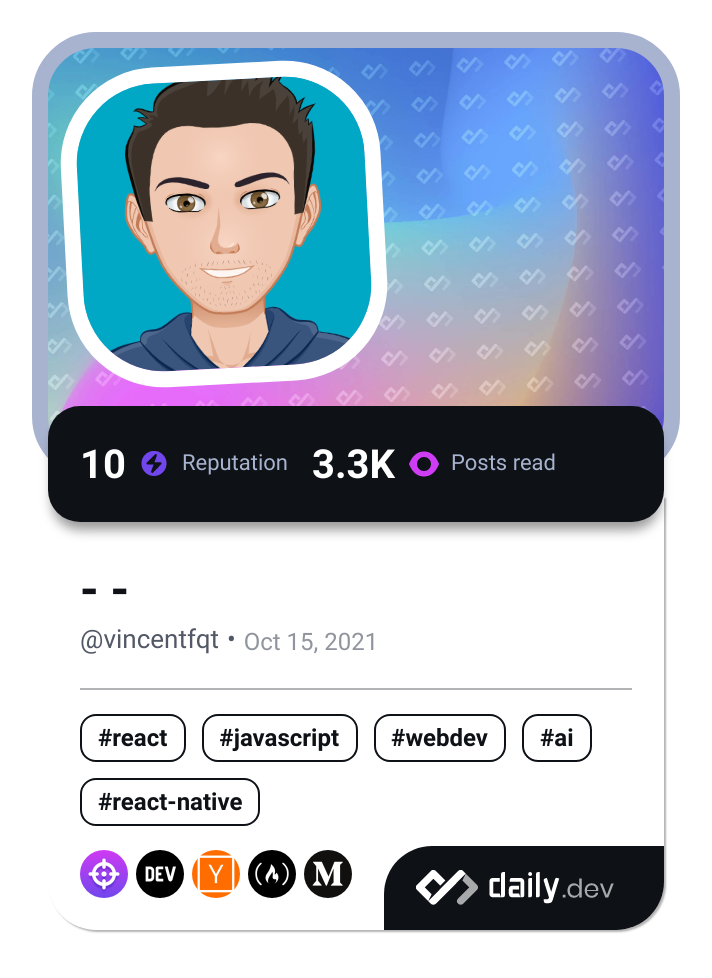 10 Reputation 3.3K Posts read
- -
@vincentfqt • Oct 15, 2021
#react #javascript #webdev #ai
#react-native
DEV Y M
daily.dev